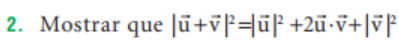 2. Mostrar que |ū+v̄|²=|ū|² +2ū·v̄+|v̄|²